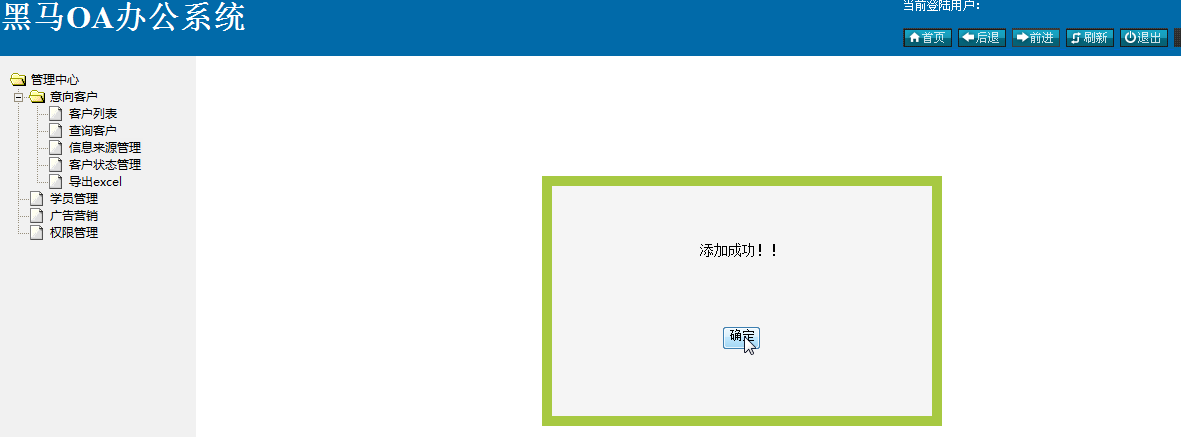 黑马OA办公系统
当前登陆用户：
首页 后退 前进 刷新 退出
管理中心
意向客户
客户列表
查询客户
信息来源管理
客户状态管理
导出excel
学员管理
广告营销
权限管理
添加成功！！
确定